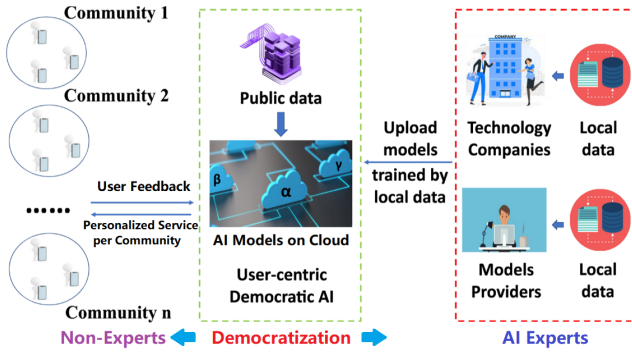 Community 1
Community 2
......
Community n
User Feedback
Personalized Service
per Community
Public data
β
α
γ
AI Models on Cloud
User-centric
Democratic AI
Upload
models
trained by
local data
COMPANY
Technology
Companies
Local
data
Models
Providers
Local
data
Non-Experts
Democratization
AI Experts